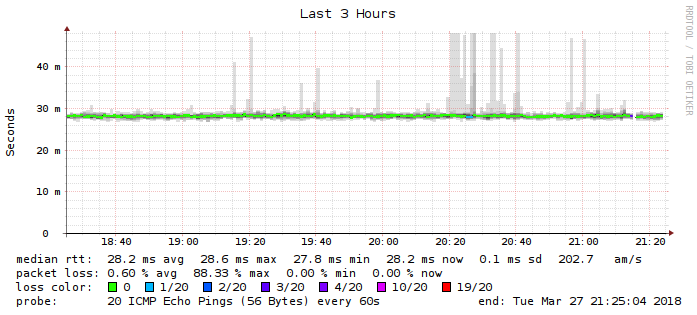 Last 3 Hours
RRDTOOL / TOBI OETIKER
Seconds
40 m
30 m
20 m
10 m
0
18:40 19:00 19:20 19:40 20:00 20:20 20:40 21:00 21:20
median rtt: 28.2 ms avg 28.6 ms max 27.8 ms min 28.2 ms now 0.1 ms sd 202.7 am/s
packet loss: 0.60 % avg 88.33 % max 0.00 % min 0.00 % now
loss color: 0 1/20 2/20 3/20 4/20 10/20 19/20
probe: 20 ICMP Echo Pings (56 Bytes) every 60s end: Tue Mar 27 21:25:04 2018